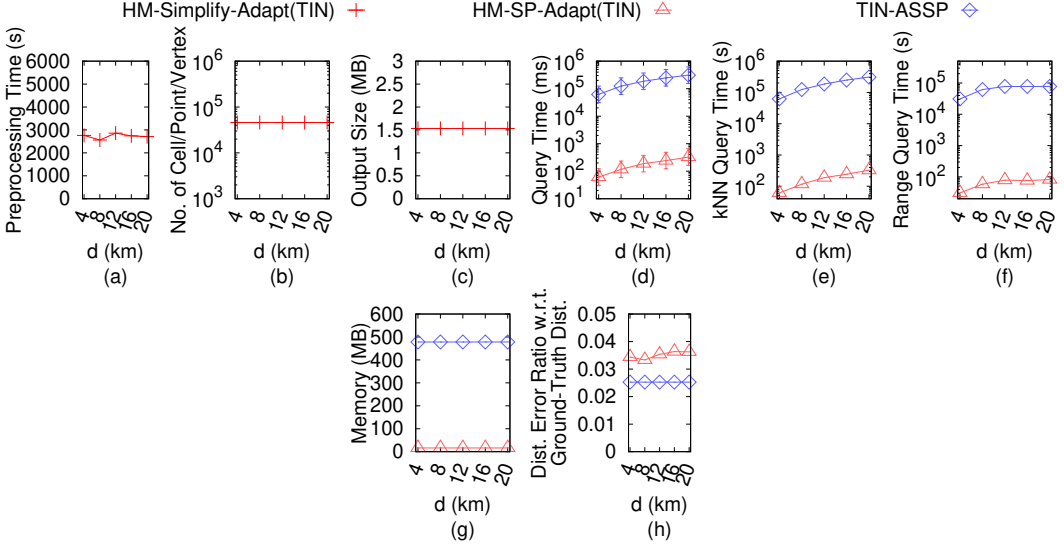 HM-Simplify-Adapt(TIN) HM-SP-Adapt(TIN) TIN-ASSP
Preprocessing Time (s)
6000
5000
4000
3000
2000
1000
0
4 8 12 16 20
d (km)
(a)
No. of Cell/Point/Vertex
10^6
10^5
10^4
10^3
4 8 12 16 20
d (km)
(b)
Output Size (MB)
3
2.5
2
1.5
1
0.5
0
4 8 12 16 20
d (km)
(c)
Query Time (ms)
10^6
10^5
10^4
10^3
10^2
10^1
4 8 12 16 20
d (km)
(d)
kNN Query Time (s)
10^5
10^4
10^3
10^2
4 8 12 16 20
d (km)
(e)
Range Query Time (s)
10^5
10^4
10^3
10^2
4 8 12 16 20
d (km)
(f)
Memory (MB)
600
500
400
300
200
100
0
4 8 12 16 20
d (km)
(g)
Dist. Error Ratio w.r.t.
Ground-Truth Dist.
0.05
0.04
0.03
0.02
0.01
0
4 8 12 16 20
d (km)
(h)